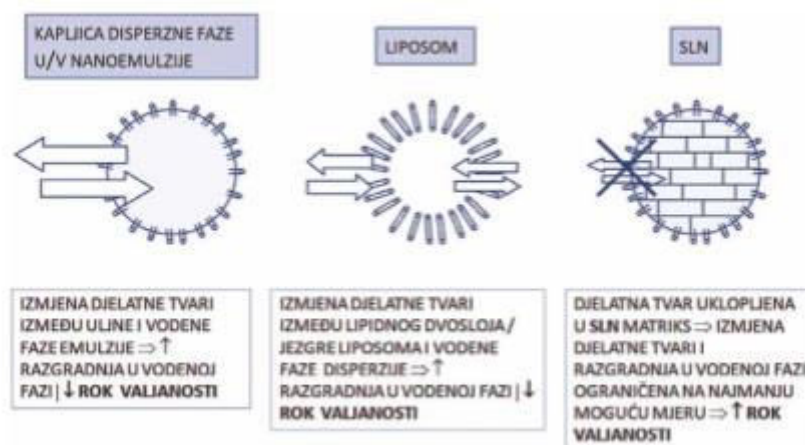 KAPLJICA DISPERZNE FAZE
U/V NANOEMULZIJE
LIPOSOM
SLN
IZMJENA DJELATNE TVARI
IZMEĐU ULJNE I VODENE
FAZE EMULZIJE ⇒ ↑
RAZGRADNJA U VODENOJ
FAZI | ↓ ROK VALJANOSTI
IZMJENA DJELATNE TVARI
IZMEĐU LIPIDNOG DVOSLOJA /
JEZGRE LIPOSOMA I VODENE
FAZE DISPERZIJE ⇒ ↑
RAZGRADNJA U VODENOJ FAZI | ↓
ROK VALJANOSTI
DJELATNA TVAR UKLOPLJENA
U SLN MATRIKS ⇒ IZMJENA
DJELATNE TVARI I
RAZGRADNJA U VODENOJ FAZI
OGRANIČENA NA NAJMANJU
MOGUĆU MJERU ⇒ ↑ ROK
VALJANOSTI